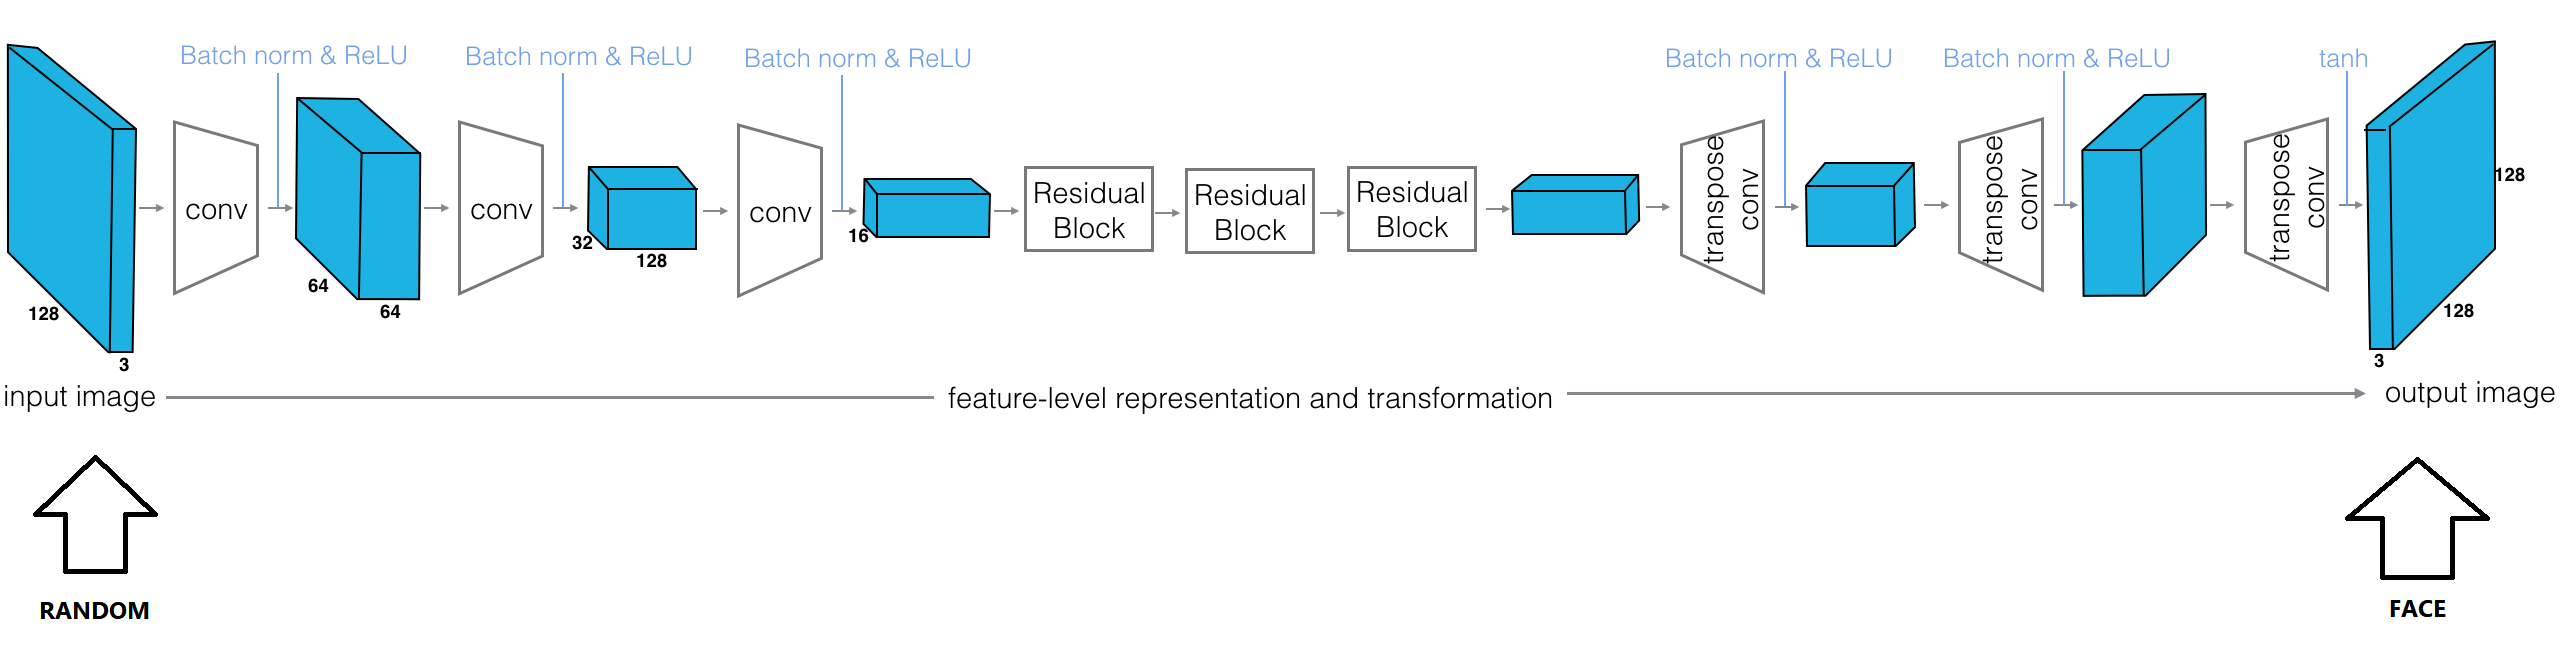 Batch norm & ReLU
Batch norm & ReLU
Batch norm & ReLU
Batch norm & ReLU
Batch norm & ReLU
tanh
conv
conv
conv
Residual
Block
Residual
Block
Residual
Block
transpose
conv
transpose
conv
transpose
conv
128
3
64
64
32
128
16
128
128
3
input image
feature-level representation and transformation
output image
RANDOM
FACE